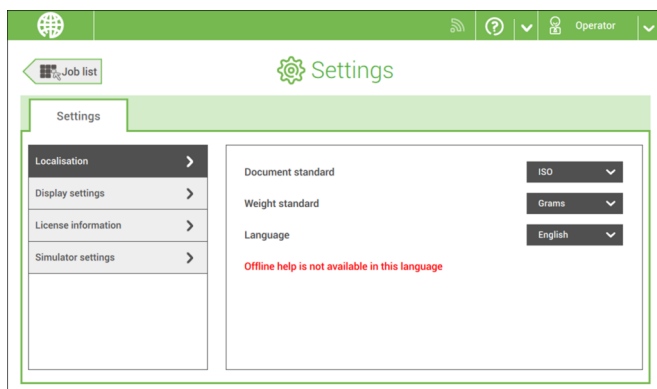 Operator
Job list
Settings
Settings
Localisation
Display settings
License information
Simulator settings
Document standard
ISO
Weight standard
Grams
Language
English
Offline help is not available in this language